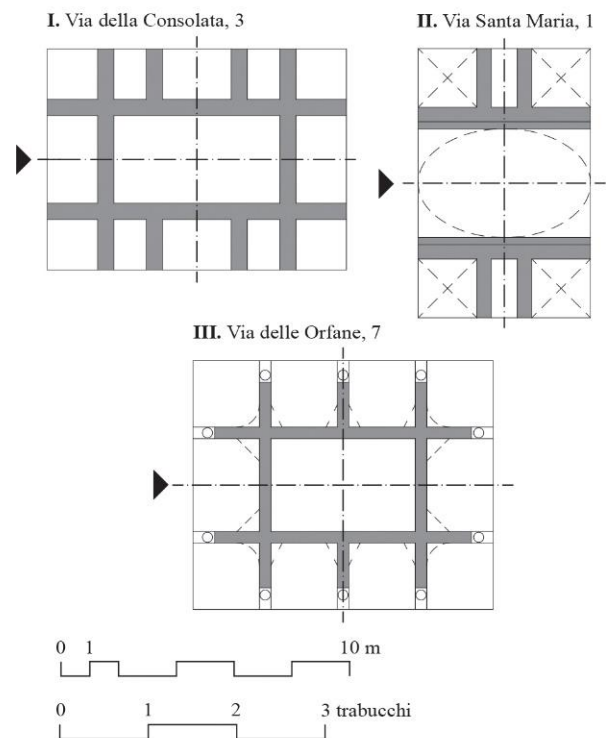 I. Via della Consolata, 3
II. Via Santa Maria, 1
III. Via delle Orfane, 7
0 1 10 m
0 1 2 3 trabucchi